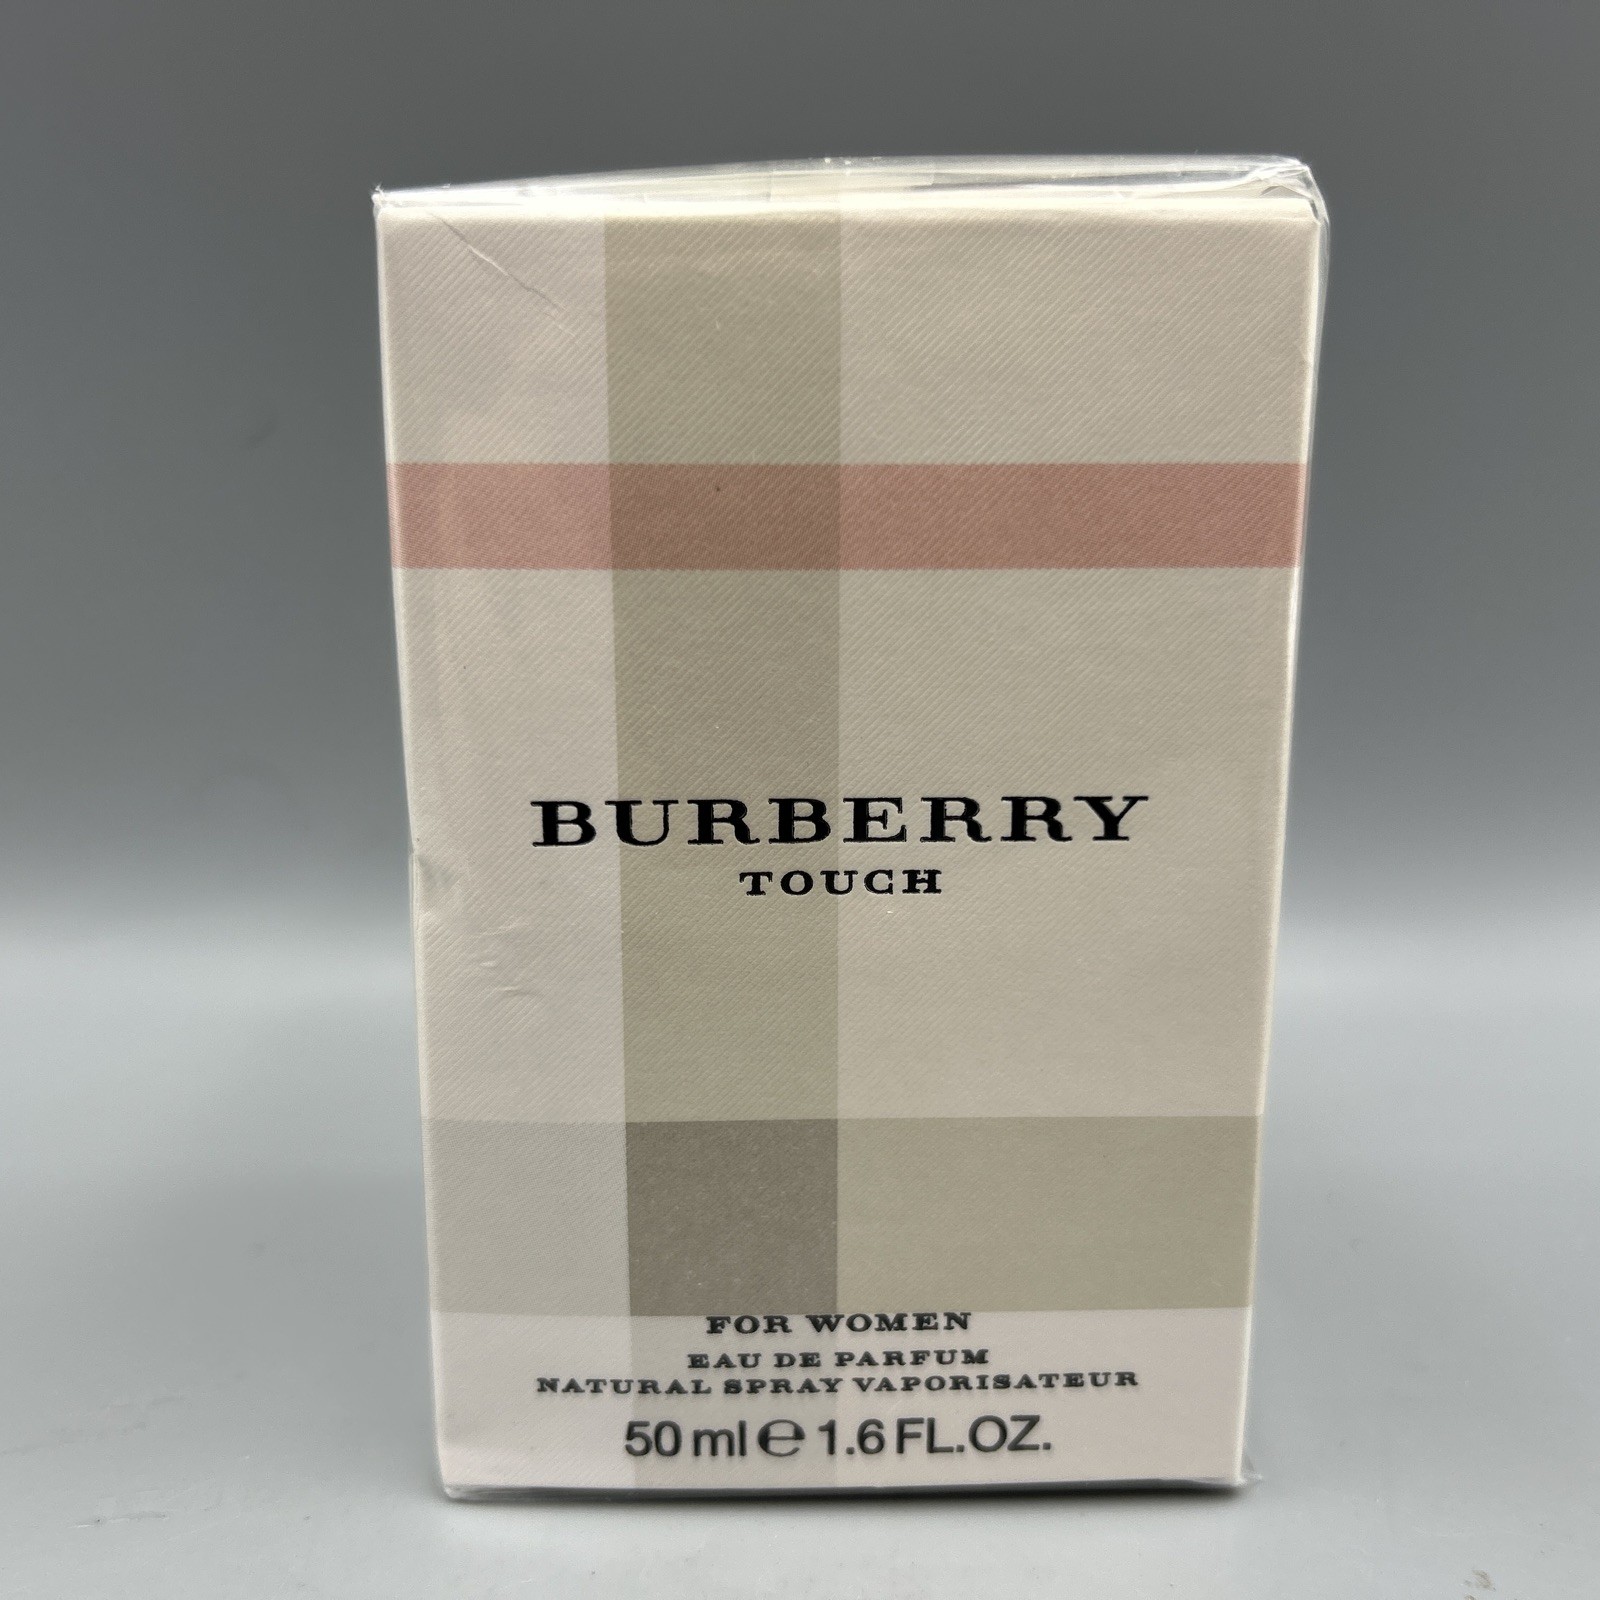 BURBERRY
TOUCH
FOR WOMEN
EAU DE PARFUM
NATURAL SPRAY VAPORISATEUR
50 ml ℮ 1.6 FL.OZ.